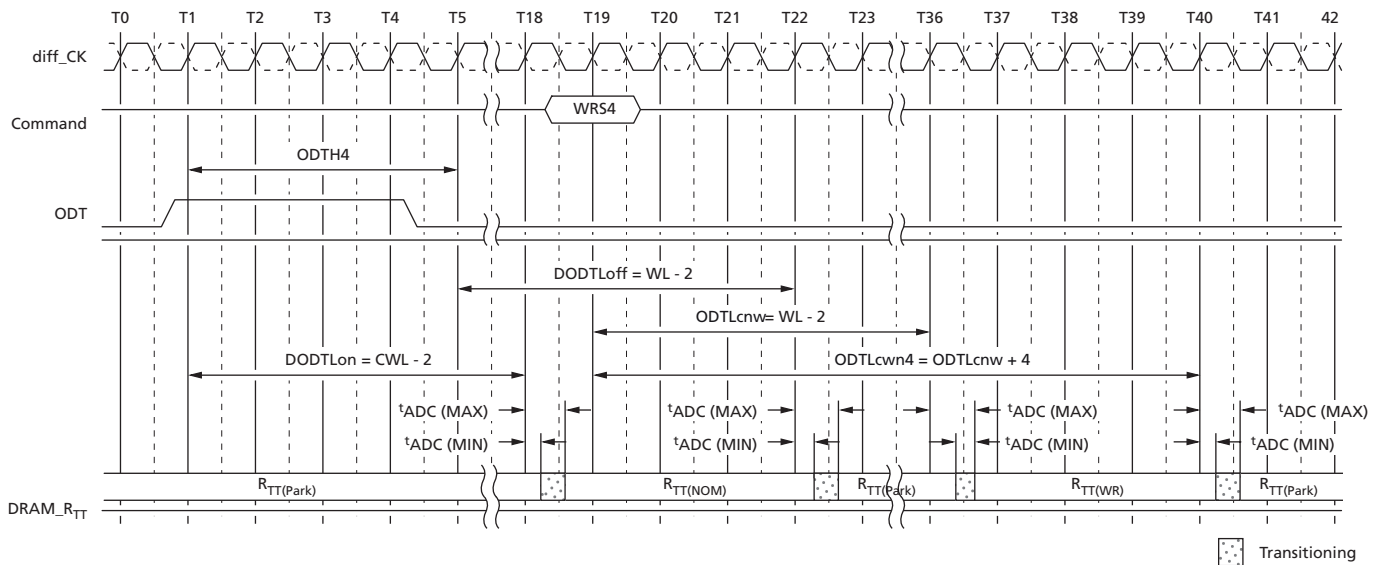 T0 T1 T2 T3 T4 T5 T18 T19 T20 T21 T22 T23 T36 T37 T38 T39 T40 T41 42
diff_CK
WRS4
Command
ODTH4
ODT
DODTLoff = WL - 2
ODTLcnw= WL - 2
DODTLon = CWL - 2 ODTLcwn4 = ODTLcnw + 4
tADC (MAX) tADC (MAX) tADC (MAX) tADC (MAX)
tADC (MIN) tADC (MIN) tADC (MIN) tADC (MIN)
RTT(Park) RTT(NOM) RTT(Park) RTT(WR) RTT(Park)
DRAM_RTT
Transitioning